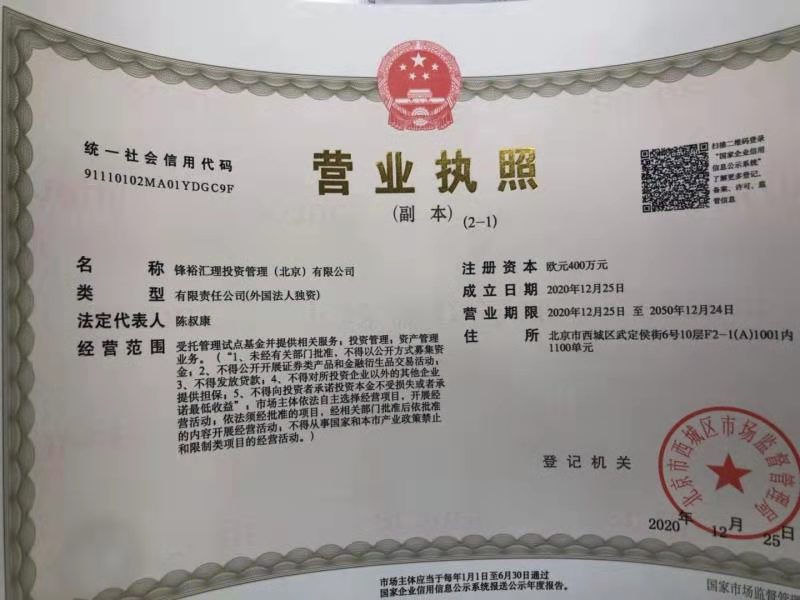 统一社会信用代码
91110102MA01YDGC9F
营业执照
(副 本) (2-1)
扫描二维码登录
“国家企业信用
信息公示系统”
了解更多登记、
备案、许可、监
管信息
名 称 锋裕汇理投资管理(北京)有限公司
类 型 有限责任公司(外国法人独资)
法定代表人 陈叔康
经营范围 受托管理试点基金并提供相关服务;投资管理;资产管理
业务。(“1、未经有关部门批准,不得以公开方式募集资
金;2、不得公开开展证券类产品和金融衍生品交易活动;
3、不得发放贷款;4、不得对所投资企业以外的其他企业
提供担保;5、不得向投资者承诺投资本金不受损失或者承
诺最低收益”;市场主体依法自主选择经营项目,开展经
营活动;依法须经批准的项目,经相关部门批准后依批准
的内容开展经营活动;不得从事国家和本市产业政策禁止
和限制类项目的经营活动。)
注册资本 欧元400万元
成立日期 2020年12月25日
营业期限 2020年12月25日 至 2050年12月24日
住 所 北京市西城区武定侯街6号10层F2-1(A)1001内
1100单元
登记机关
北京市西城区市场监督管理局
2020年 12月 25日
市场主体应当于每年1月1日至6月30日通过
国家企业信用信息公示系统报送公示年度报告。
国家市场监督管理